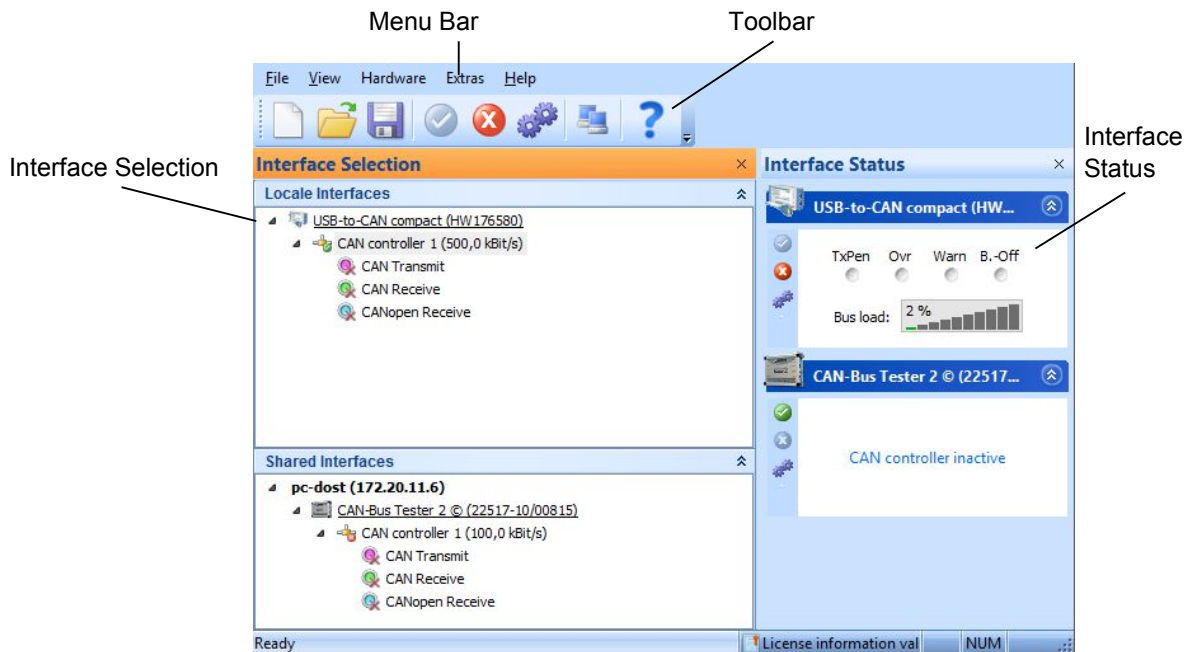 Menu Bar
Toolbar
File View Hardware Extras Help
Interface Selection
Interface Status
Interface Selection
Interface Status
Locale Interfaces
USB-to-CAN compact (HW176580)
CAN controller 1 (500,0 kBit/s)
CAN Transmit
CAN Receive
CANopen Receive
USB-to-CAN compact (HW...
TxPen Ovr Warn B.-Off
Bus load: 2 %
CAN-Bus Tester 2 © (22517...
CAN controller inactive
Shared Interfaces
pc-dost (172.20.11.6)
CAN-Bus Tester 2 © (22517-10/00815)
CAN controller 1 (100,0 kBit/s)
CAN Transmit
CAN Receive
CANopen Receive
Ready
License information val
NUM